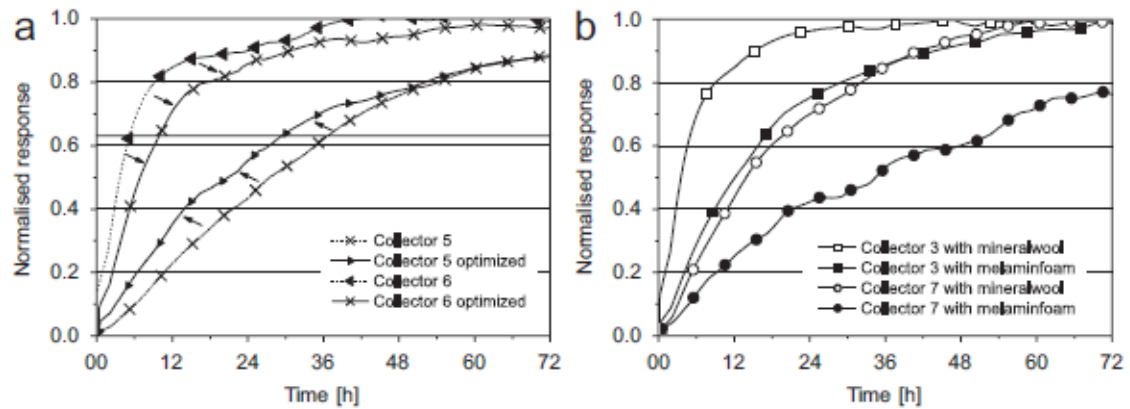 a
Normalised response
1.0
0.8
0.6
0.4
0.2
0.0
00 12 24 36 48 60 72
Time [h]
Collector 5
Collector 5 optimized
Collector 6
Collector 6 optimized
b
Normalised response
1.0
0.8
0.6
0.4
0.2
0.0
00 12 24 36 48 60 72
Time [h]
Collector 3 with mineralwool
Collector 3 with melaminfoam
Collector 7 with mineralwool
Collector 7 with melaminfoam